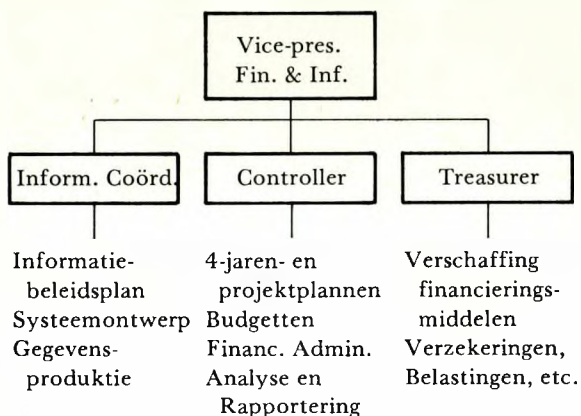 Vice-pres.
Fin. & Inf.
Inform. Coörd.
Controller
Treasurer
Informatie-
beleidsplan
Systeemontwerp
Gegevens-
produktie
4-jaren- en
projektplannen
Budgetten
Financ. Admin.
Analyse en
Rapportering
Verschaffing
financierings-
middelen
Verzekeringen,
Belastingen, etc.